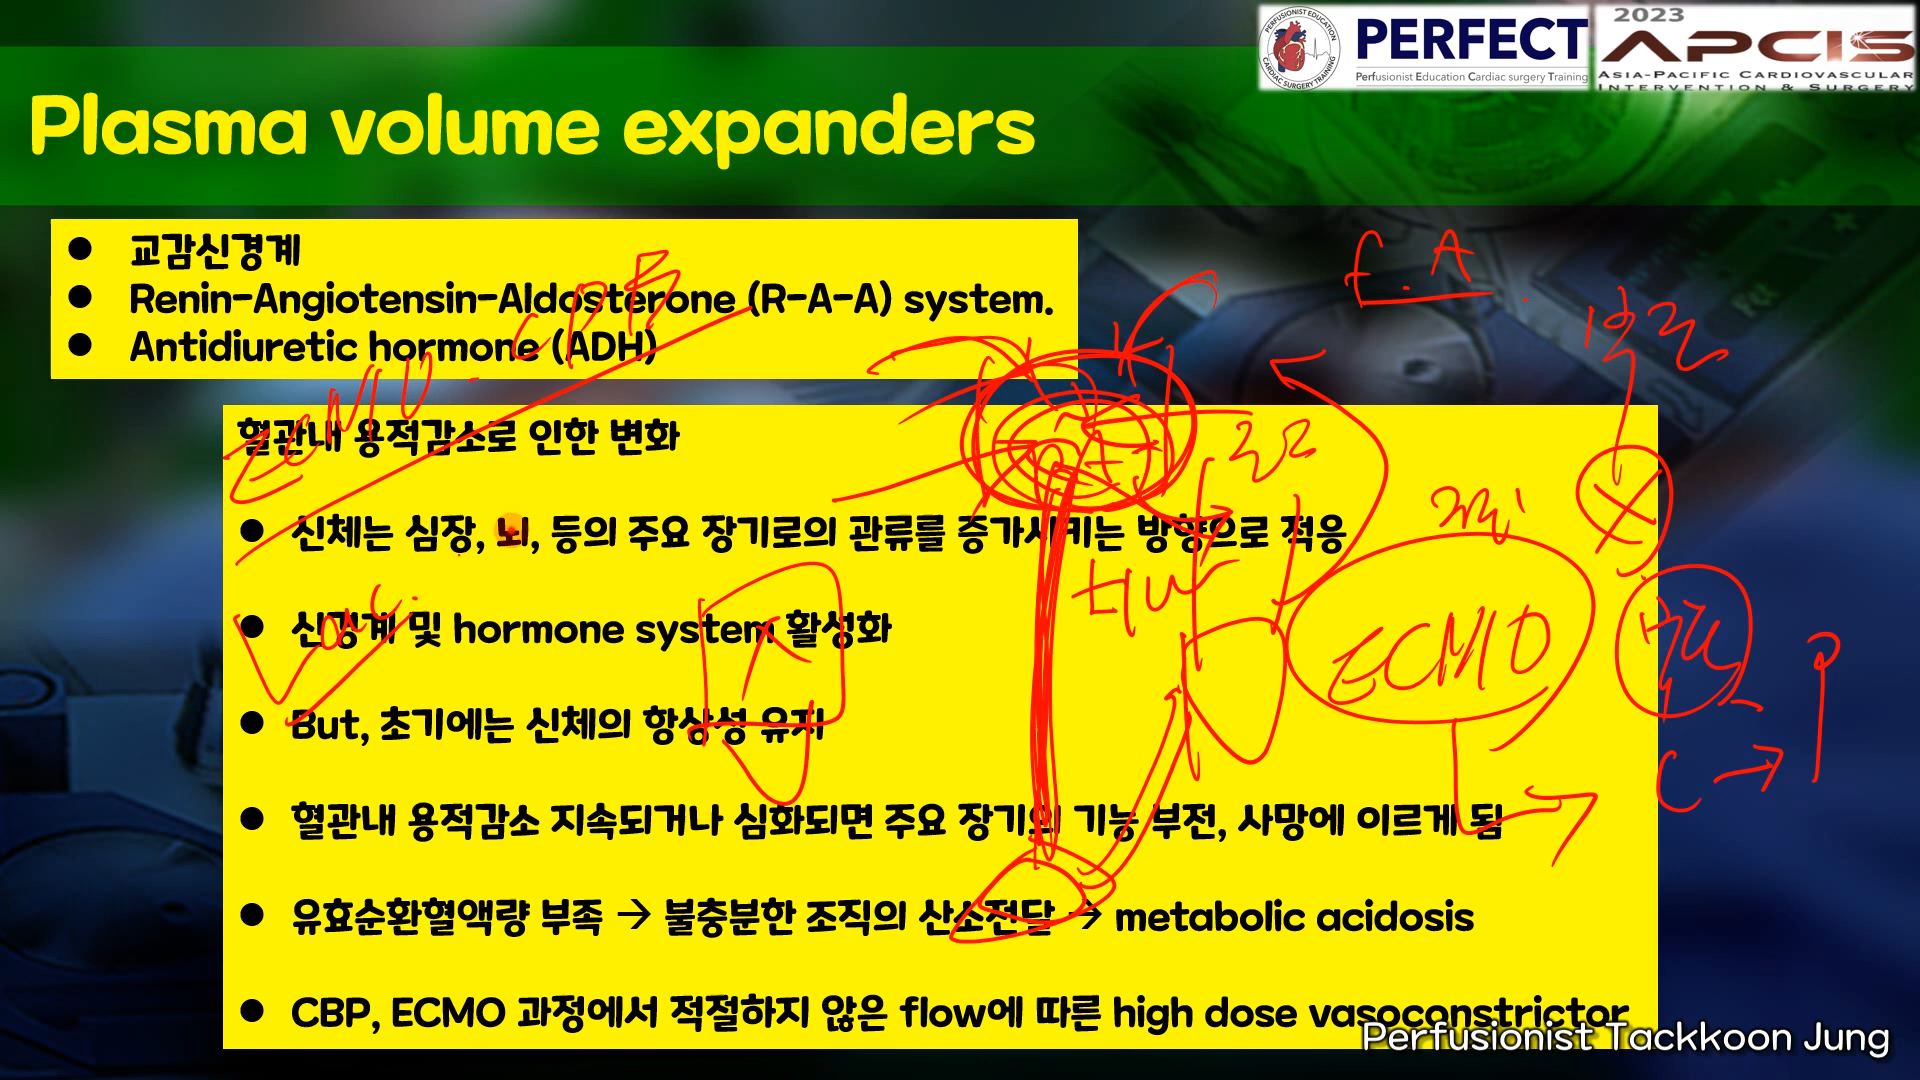 PERFUSIONIST EDUCATION
CARDIAC SURGERY TRAINING
PERFECT
Perfusionist Education Cardiac surgery Training
2023
APCIS
ASIA-PACIFIC CARDIOVASCULAR
INTERVENTION & SURGERY
Plasma volume expanders
● 교감신경계
● Renin-Angiotensin-Aldosterone (R-A-A) system.
● Antidiuretic hormone (ADH)
ECMO. CPB
f. A
혈관내 용적감소로 인한 변화
● 신체는 심장, 뇌, 등의 주요 장기로의 관류를 증가시키는 방향으로 적응
● 신경계 및 hormone system 활성화
Lac.
ECMO
● But, 초기에는 신체의 항상성 유지
● 혈관내 용적감소 지속되거나 심화되면 주요 장기의 기능 부전, 사망에 이르게 됨
● 유효순환혈액량 부족 → 불충분한 조직의 산소전달 → metabolic acidosis
● CBP, ECMO 과정에서 적절하지 않은 flow에 따른 high dose vasoconstrictor
Perfusionist Tackkoon Jung